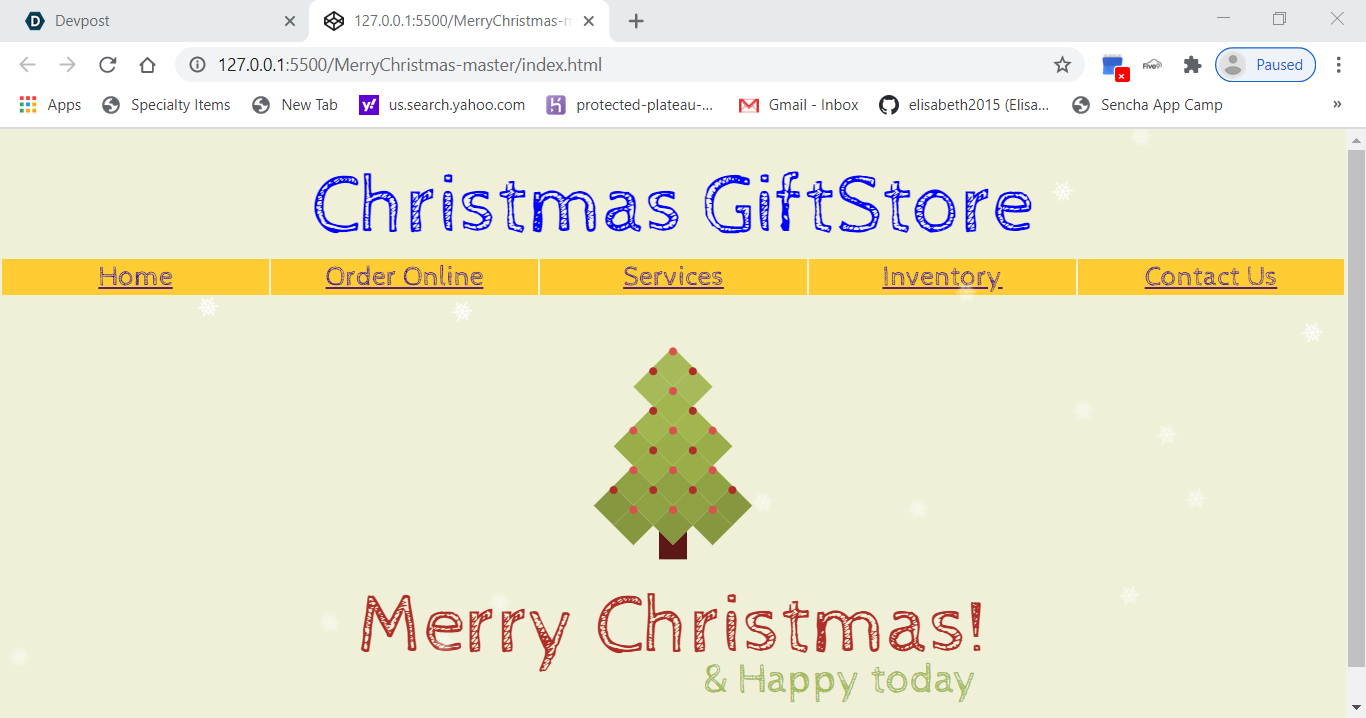 Devpost
127.0.0.1:5500/MerryChristmas-m
127.0.0.1:5500/MerryChristmas-master/index.html
Five
Paused
Apps Specialty Items New Tab us.search.yahoo.com protected-plateau-... Gmail - Inbox elisabeth2015 (Elisa... Sencha App Camp »
Christmas GiftStore
Home Order Online Services Inventory Contact Us
Merry Christmas!
& Happy today